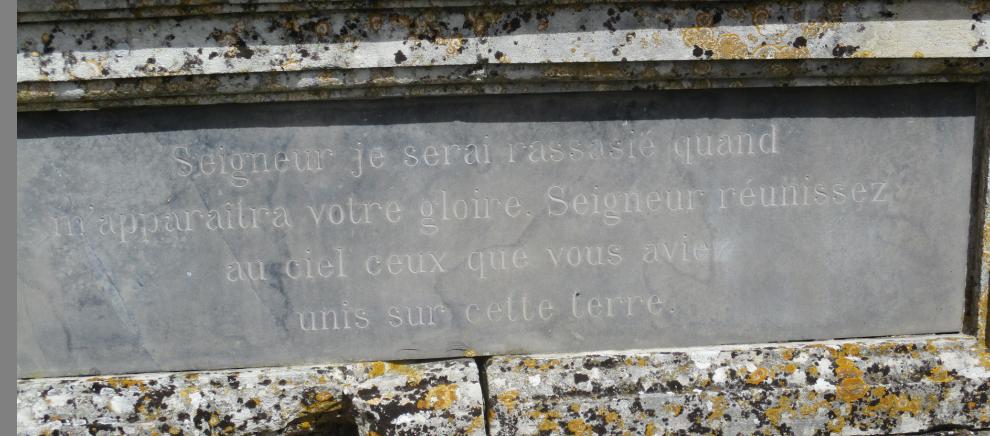 Seigneur je serai rassasié quand
m'apparaîtra votre gloire. Seigneur réunissez
au ciel ceux que vous aviez
unis sur cette terre.